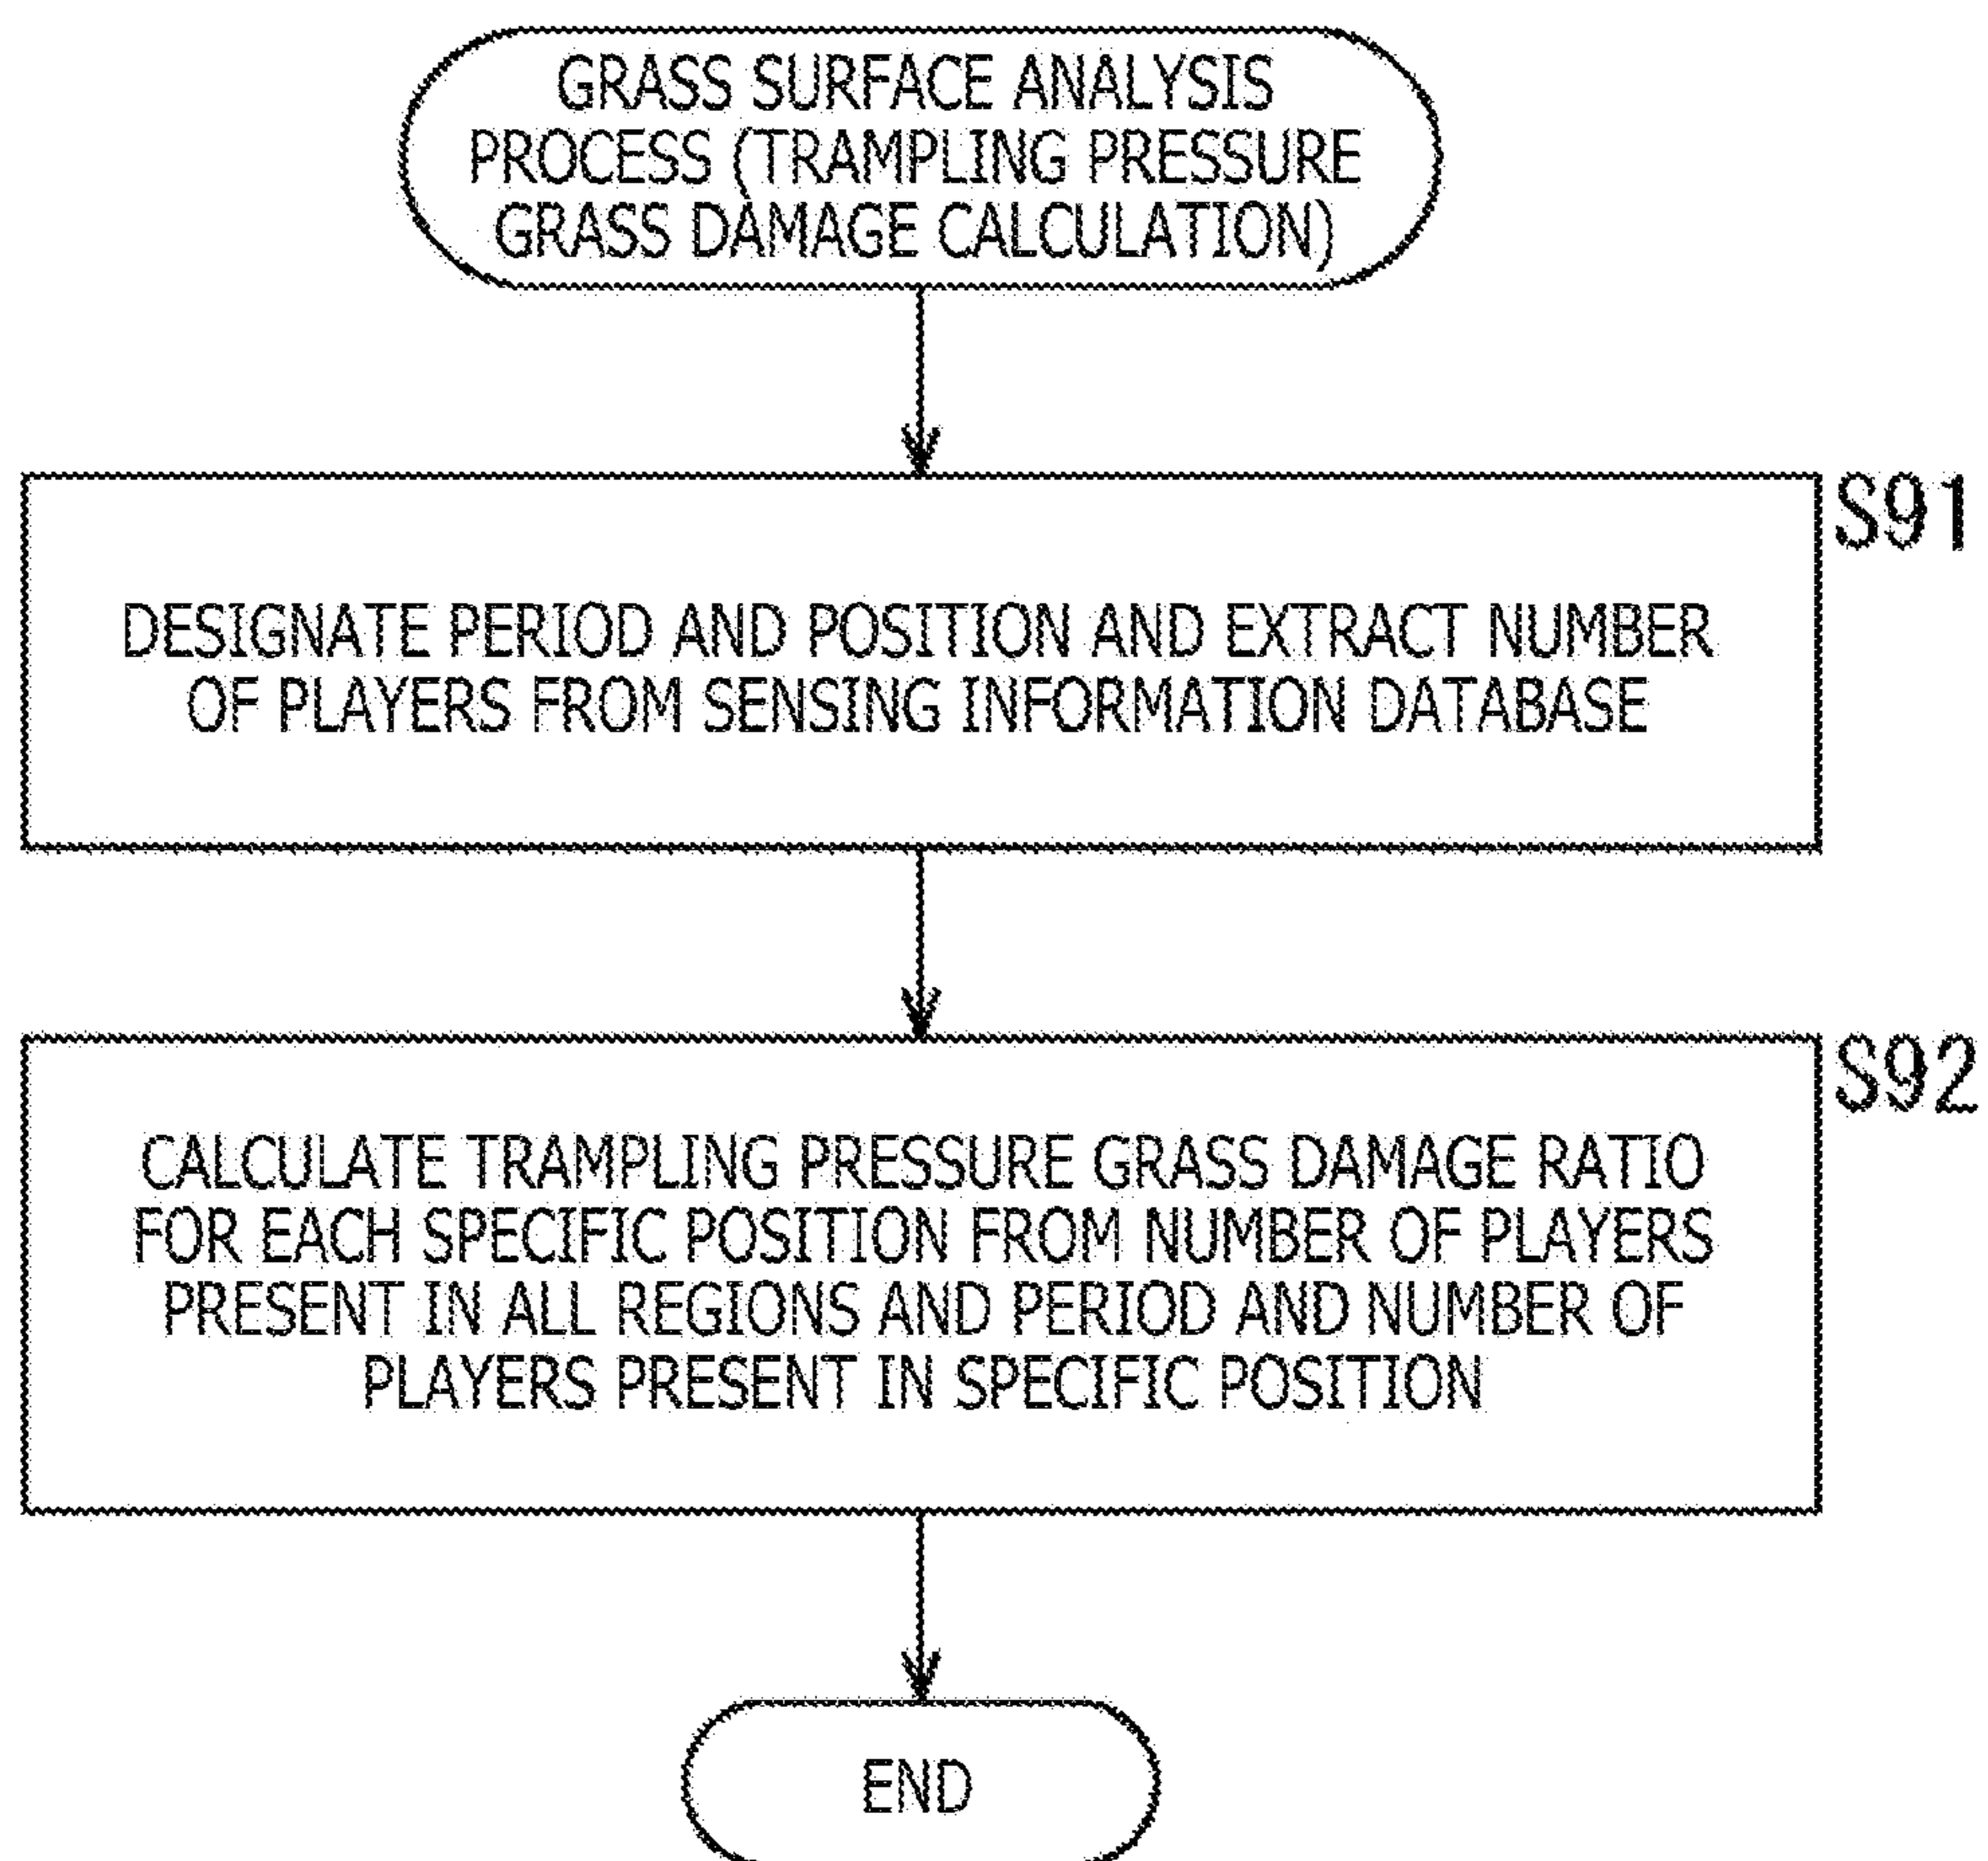 GRASS SURFACE ANALYSIS
PROCESS (TRAMPLING PRESSURE
GRASS DAMAGE CALCULATION)
S91
DESIGNATE PERIOD AND POSITION AND EXTRACT NUMBER
OF PLAYERS FROM SENSING INFORMATION DATABASE
S92
CALCULATE TRAMPLING PRESSURE GRASS DAMAGE RATIO
FOR EACH SPECIFIC POSITION FROM NUMBER OF PLAYERS
PRESENT IN ALL REGIONS AND PERIOD AND NUMBER OF
PLAYERS PRESENT IN SPECIFIC POSITION
END